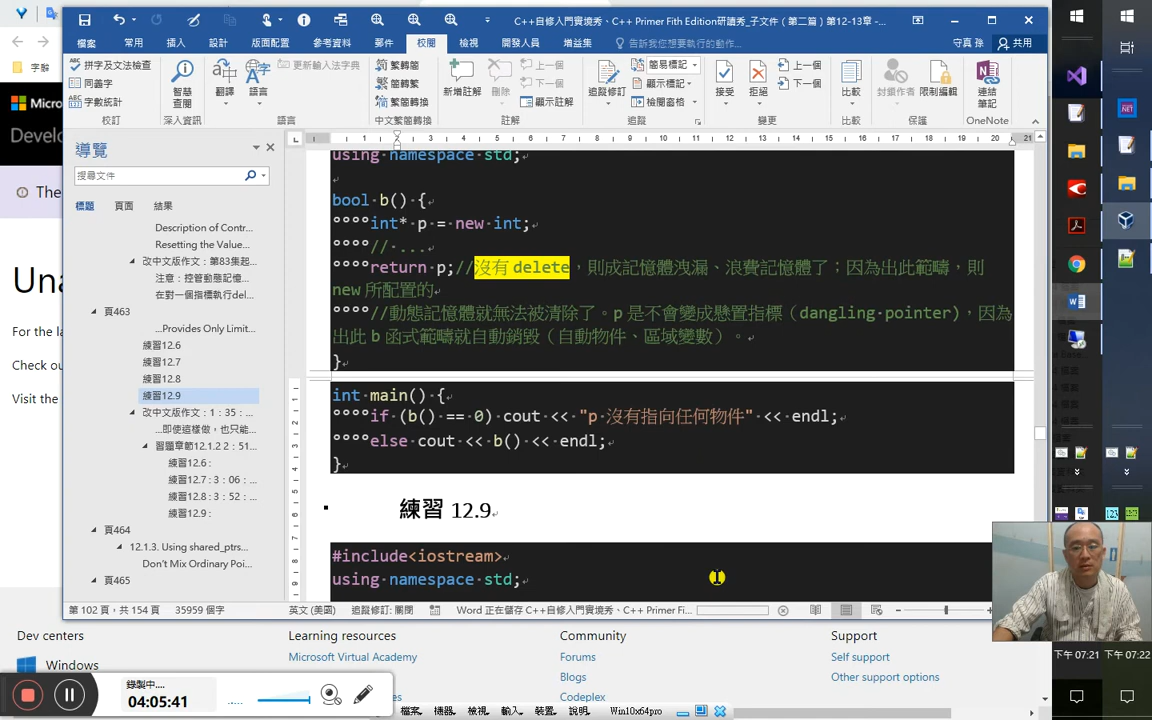 C++自修入門實境秀、C++ Primer Fith Edition研讀秀_子文件（第二篇）第12-13章 -...
檔案 常用 插入 設計 版面配置 參考資料 郵件 校閱 檢視 開發人員 增益集 告訴我您想要執行的動作... 守真 孫 共用
字齡
拼字及文法檢查
同義字
字數統計
校訂
智慧查閱
深入資訊
翻譯
語言
更新輸入法字典
語言
繁轉簡
簡轉繁
繁簡轉換
中文繁簡轉換
新增註解
刪除
上一個
下一個
顯示註解
註解
追蹤修訂
簡易標記
顯示標記
檢閱窗格
追蹤
接受
拒絕
上一個
下一個
變更
比較
比較
封鎖作者
限制編輯
保護
連結筆記
OneNote
Micro
Develo
The
Una
For the la
Check ou
Visit the
導覽
搜尋文件
標題 頁面 結果
Description of Contr...
Resetting the Value...
改中文版作文：第83集起...
注意：控管動態記憶...
在對一個指標執行del...
頁463
...Provides Only Limit...
練習12.6
練習12.7
練習12.8
練習12.9
改中文版作文：1：35：...
...即使這樣做，也只能...
習題章節12.1.2 2：51...
練習12.6 :
練習12.7：3：06：...
練習12.8：3：52：...
練習12.9 :
頁464
12.1.3. Using shared_ptrs...
Don't Mix Ordinary Poi...
頁465
using namespace std;
bool b() {
int* p = new int;
// ...
return p;//沒有 delete，則成記憶體洩漏、浪費記憶體了；因為出此範疇，則
new 所配置的
//動態記憶體就無法被清除了。p 是不會變成懸置指標（dangling pointer），因為
出此 b 函式範疇就自動銷毀（自動物件、區域變數）。
}
int main() {
if (b() == 0) cout << "p 沒有指向任何物件" << endl;
else cout << b() << endl;
}
練習 12.9
#include<iostream>
using namespace std;
第 102 頁，共 154 頁 35959 個字 英文 (美國) 追蹤修訂: 關閉 Word 正在儲存 C++自修入門實境秀、C++ Primer Fi...
Dev centers
Windows
Learning resources
Microsoft Virtual Academy
Community
Forums
Blogs
Codeplex
Support
Self support
Other support options
錄製中....
04:05:41
檔案、 機器、 檢視、 輸入、 裝置、 說明、 Win10x64pro
下午 07:21 下午 07:22